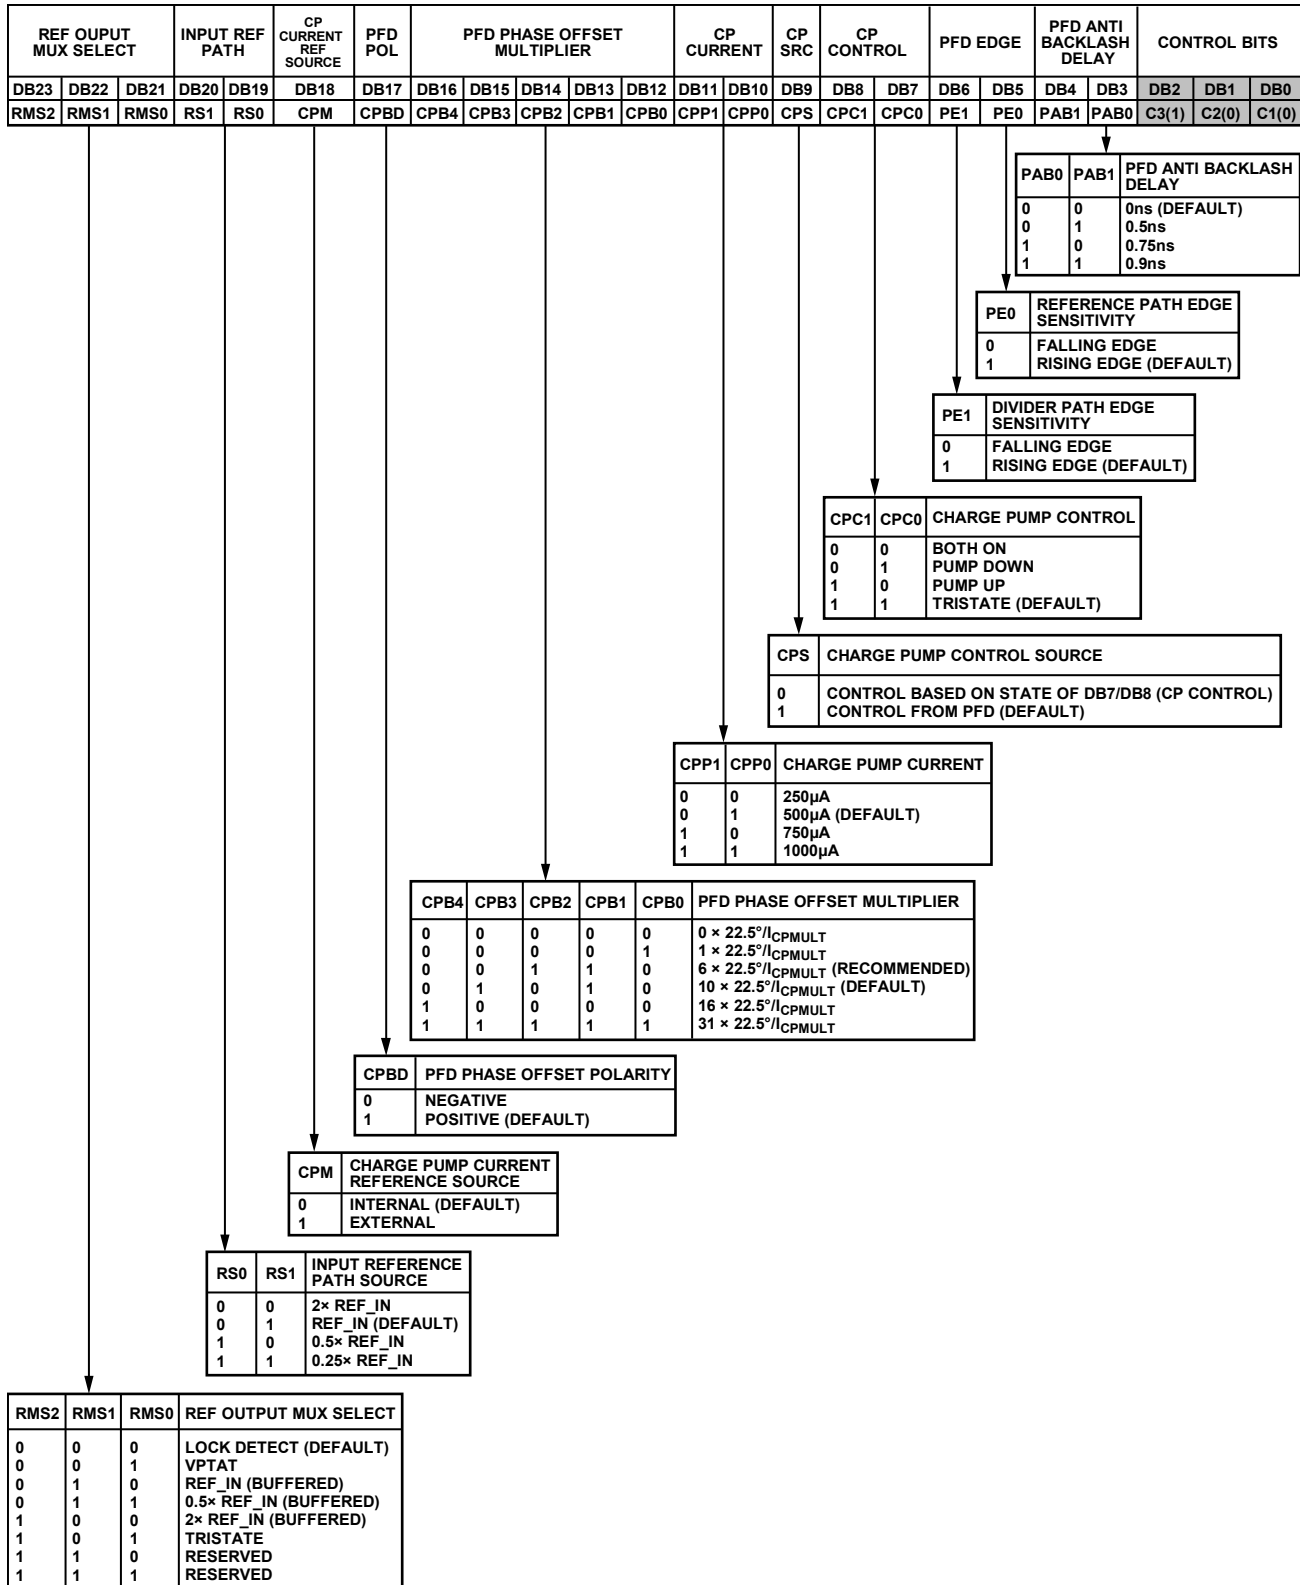 REF OUPUT MUX SELECT INPUT REF PATH CP CURRENT REF SOURCE PFD POL PFD PHASE OFFSET MULTIPLIER CP CURRENT CP SRC CP CONTROL PFD EDGE PFD ANTI BACKLASH DELAY CONTROL BITS
DB23 DB22 DB21 DB20 DB19 DB18 DB17 DB16 DB15 DB14 DB13 DB12 DB11 DB10 DB9 DB8 DB7 DB6 DB5 DB4 DB3 DB2 DB1 DB0
RMS2 RMS1 RMS0 RS1 RS0 CPM CPBD CPB4 CPB3 CPB2 CPB1 CPB0 CPP1 CPP0 CPS CPC1 CPC0 PE1 PE0 PAB1 PAB0 C3(1) C2(0) C1(0)
PAB0 PAB1 PFD ANTI BACKLASH DELAY
0 0 0ns (DEFAULT)
0 1 0.5ns
1 0 0.75ns
1 1 0.9ns
PE0 REFERENCE PATH EDGE SENSITIVITY
0 FALLING EDGE
1 RISING EDGE (DEFAULT)
PE1 DIVIDER PATH EDGE SENSITIVITY
0 FALLING EDGE
1 RISING EDGE (DEFAULT)
CPC1 CPC0 CHARGE PUMP CONTROL
0 0 BOTH ON
0 1 PUMP DOWN
1 0 PUMP UP
1 1 TRISTATE (DEFAULT)
CPS CHARGE PUMP CONTROL SOURCE
0 CONTROL BASED ON STATE OF DB7/DB8 (CP CONTROL)
1 CONTROL FROM PFD (DEFAULT)
CPP1 CPP0 CHARGE PUMP CURRENT
0 0 250µA
0 1 500µA (DEFAULT)
1 0 750µA
1 1 1000µA
CPB4 CPB3 CPB2 CPB1 CPB0 PFD PHASE OFFSET MULTIPLIER
0 0 0 0 0 0 × 22.5°/ICPMULT
0 0 0 0 1 1 × 22.5°/ICPMULT
0 0 1 1 0 6 × 22.5°/ICPMULT (RECOMMENDED)
0 1 0 1 0 10 × 22.5°/ICPMULT (DEFAULT)
1 0 0 0 0 16 × 22.5°/ICPMULT
1 1 1 1 1 31 × 22.5°/ICPMULT
CPBD PFD PHASE OFFSET POLARITY
0 NEGATIVE
1 POSITIVE (DEFAULT)
CPM CHARGE PUMP CURRENT REFERENCE SOURCE
0 INTERNAL (DEFAULT)
1 EXTERNAL
RS0 RS1 INPUT REFERENCE PATH SOURCE
0 0 2× REF_IN
0 1 REF_IN (DEFAULT)
1 0 0.5× REF_IN
1 1 0.25× REF_IN
RMS2 RMS1 RMS0 REF OUTPUT MUX SELECT
0 0 0 LOCK DETECT (DEFAULT)
0 0 1 VPTAT
0 1 0 REF_IN (BUFFERED)
0 1 1 0.5× REF_IN (BUFFERED)
1 0 0 2× REF_IN (BUFFERED)
1 0 1 TRISTATE
1 1 0 RESERVED
1 1 1 RESERVED